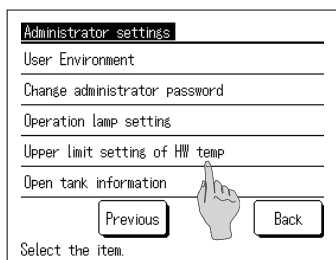 Administrator settings
User Environment
Change administrator password
Operation lamp setting
Upper limit setting of HW temp
Open tank information
Previous Back
Select the item.